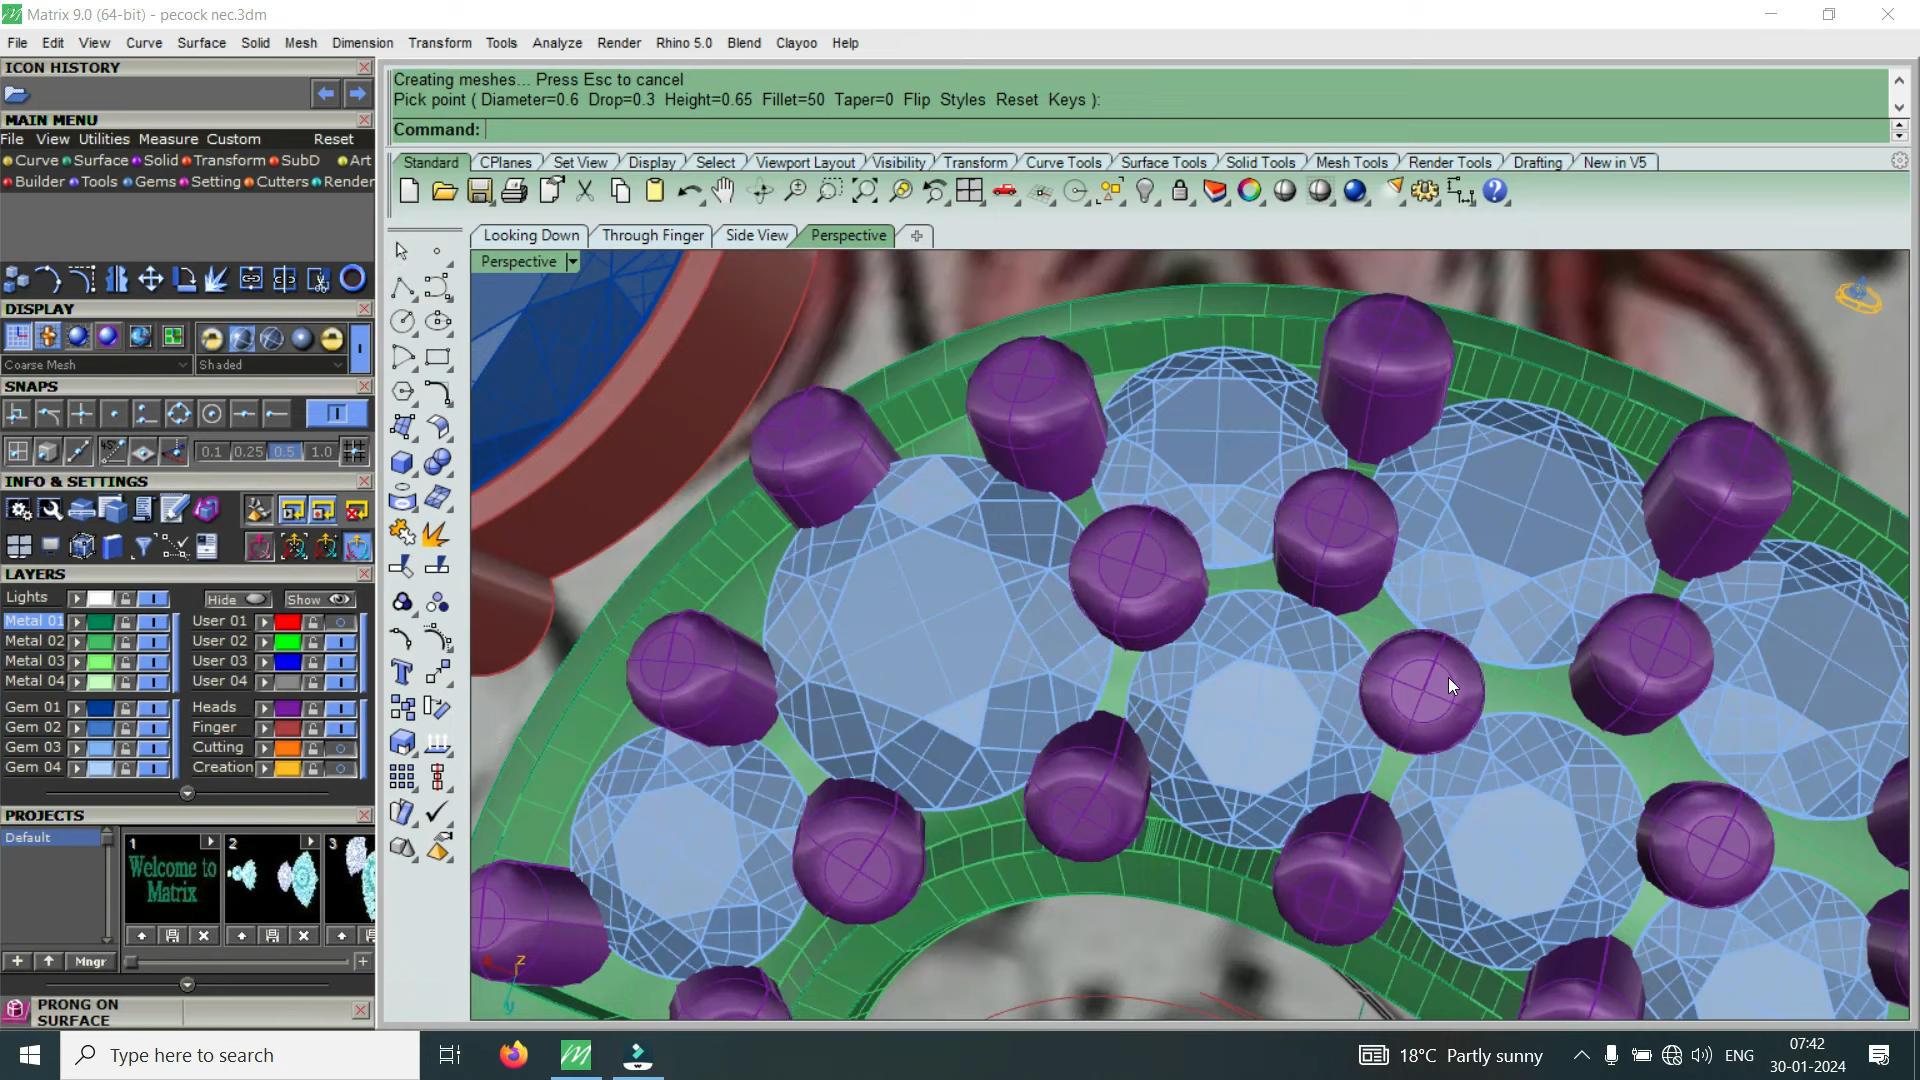 Matrix 9.0 (64-bit) - pecock nec.3dm
File Edit View Curve Surface Solid Mesh Dimension Transform Tools Analyze Render Rhino 5.0 Blend Clayoo Help
ICON HISTORY
MAIN MENU
File View Utilities Measure Custom Reset
Curve Surface Solid Transform SubD Art
Builder Tools Gems Setting Cutters Render
DISPLAY
Coarse Mesh Shaded
SNAPS
0.1 0.25 0.5 1.0
INFO & SETTINGS
LAYERS
Lights Hide Show
Metal 01 User 01
Metal 02 User 02
Metal 03 User 03
Metal 04 User 04
Gem 01 Heads
Gem 02 Finger
Gem 03 Cutting
Gem 04 Creation
PROJECTS
Default
1 2 3
Welcome to
Matrix
Mngr
PRONG ON
SURFACE
Creating meshes... Press Esc to cancel
Pick point ( Diameter=0.6 Drop=0.3 Height=0.65 Fillet=50 Taper=0 Flip Styles Reset Keys ):
Command:
Standard CPlanes Set View Display Select Viewport Layout Visibility Transform Curve Tools Surface Tools Solid Tools Mesh Tools Render Tools Drafting New in V5
Looking Down Through Finger Side View Perspective
Perspective
z
y
Type here to search
18°C Partly sunny
ENG
07:42
30-01-2024